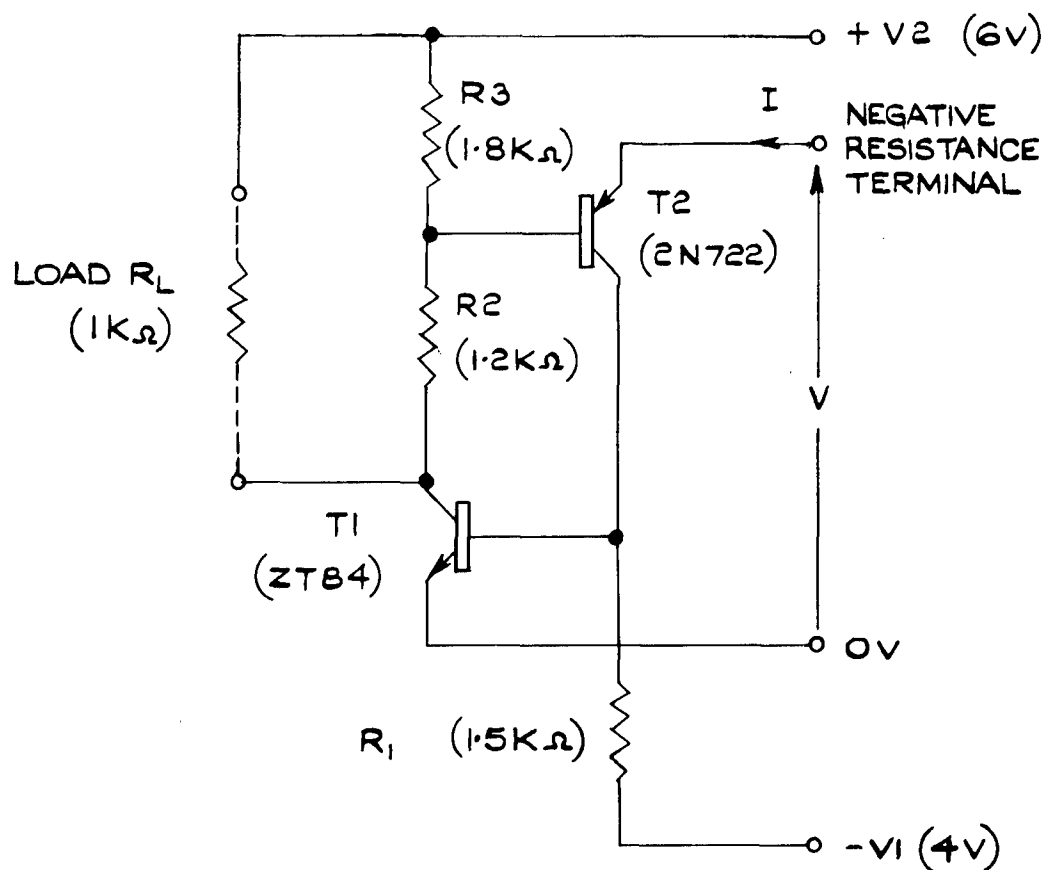 + V2 (6V)
R3
(1·8KΩ)
I
NEGATIVE
RESISTANCE
TERMINAL
T2
(2N722)
LOAD RL
(1KΩ)
R2
(1·2KΩ)
V
T1
(ZT84)
0V
R1 (1·5KΩ)
-V1 (4V)